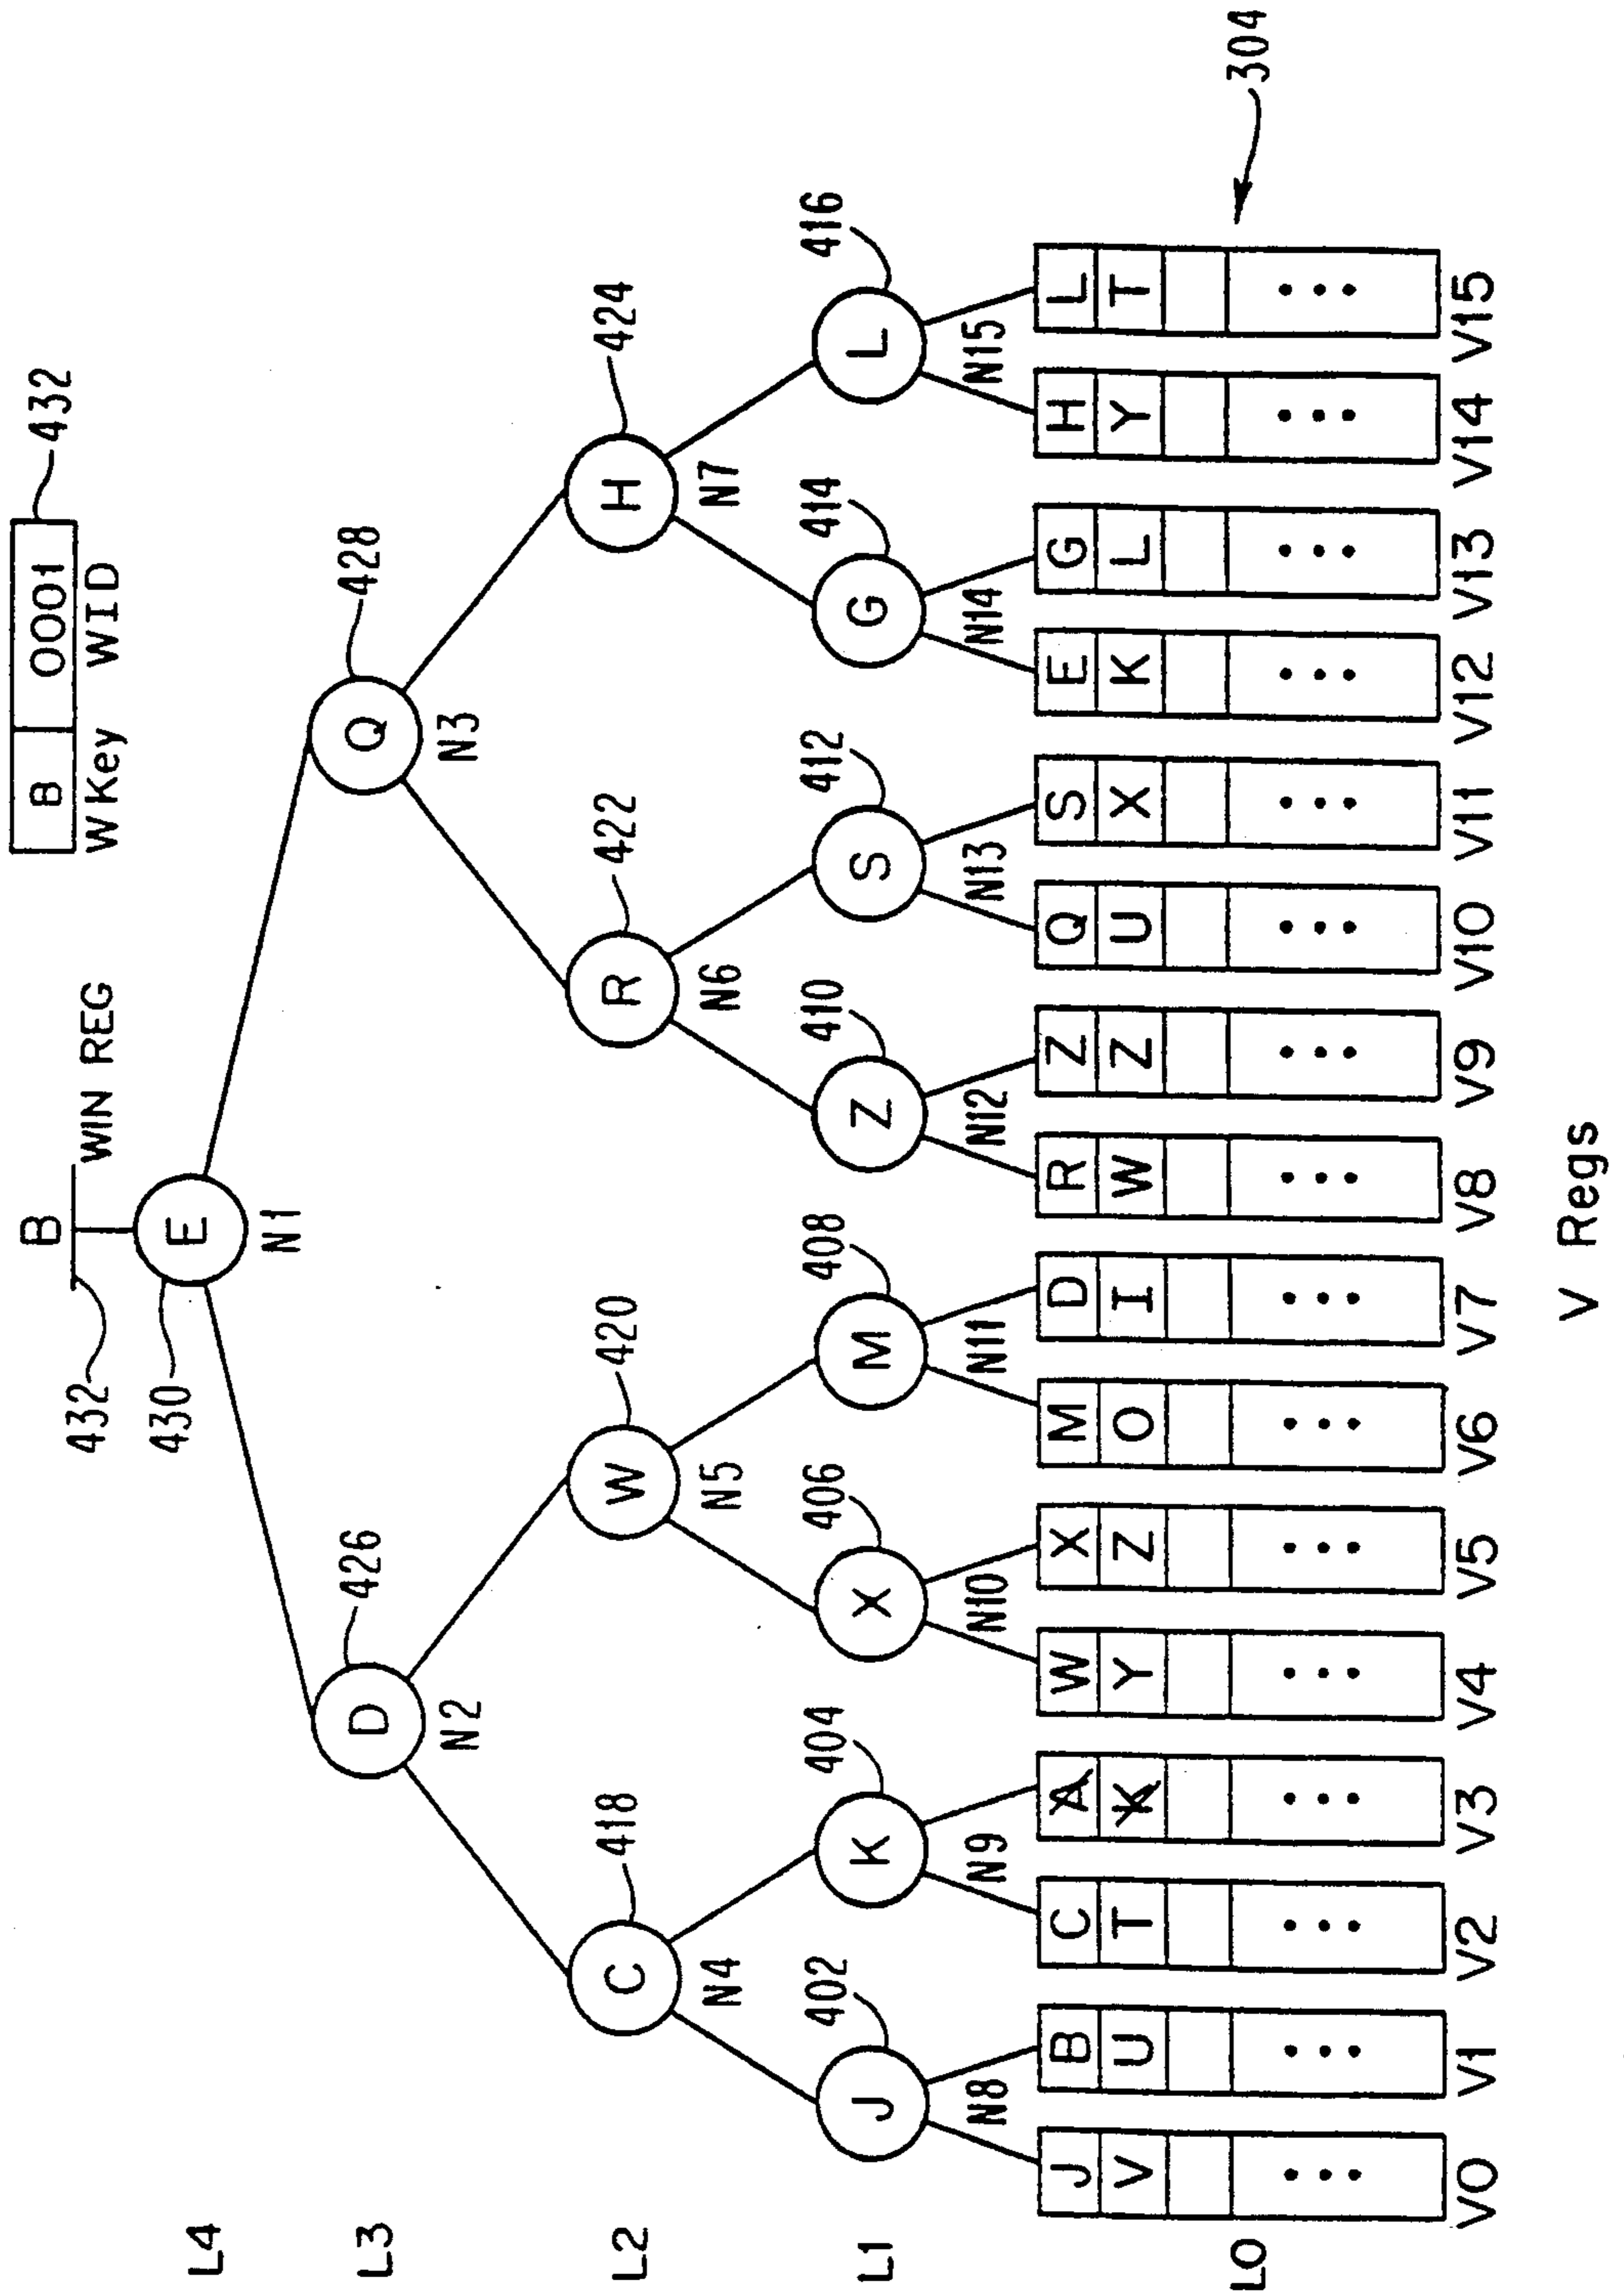 B 0001 432
WKey WID
B
432 WIN REG
L4 430 E
N1
L3 D 426 Q 428
N2 N3
L2 C 418 W 420 R 422 H 424
N4 N5 N6 N7
L1 J 402 K 404 X 406 M 408 Z 410 S 412 G 414 L 416
N8 N9 N10 N11 N12 N13 N14 N15
J B C A W X M D R Z Q S E G H L
V U T K Y Z O I W Z U X K L Y T
L0 304
V0 V1 V2 V3 V4 V5 V6 V7 V8 V9 V10 V11 V12 V13 V14 V15
V Regs